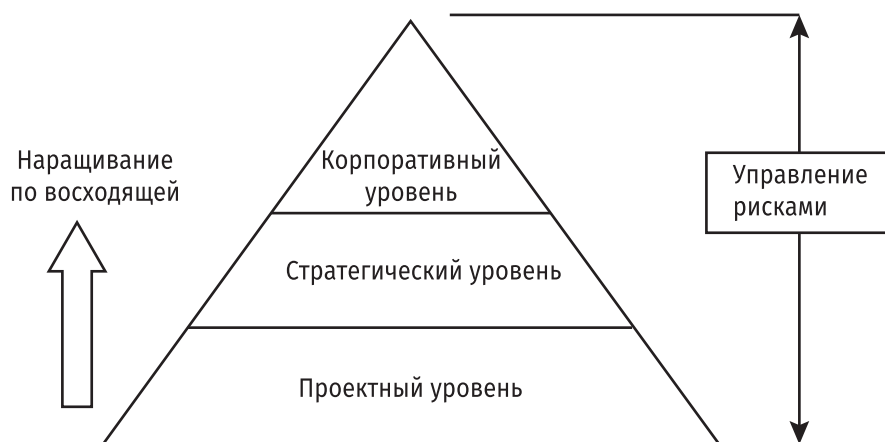 Наращивание
по восходящей
Корпоративный
уровень
Стратегический уровень
Проектный уровень
Управление
рисками